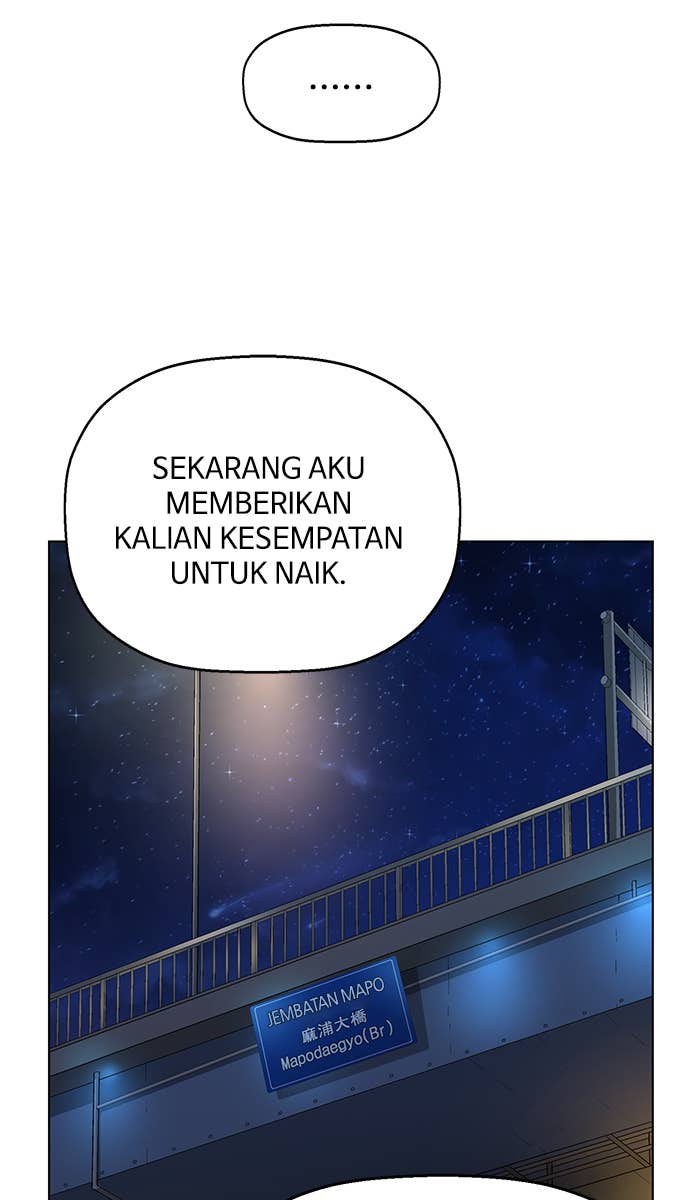 ......
SEKARANG AKU
MEMBERIKAN
KALIAN KESEMPATAN
UNTUK NAIK.
JEMBATAN MAPO
麻浦大橋
Mapodaegyo(Br)